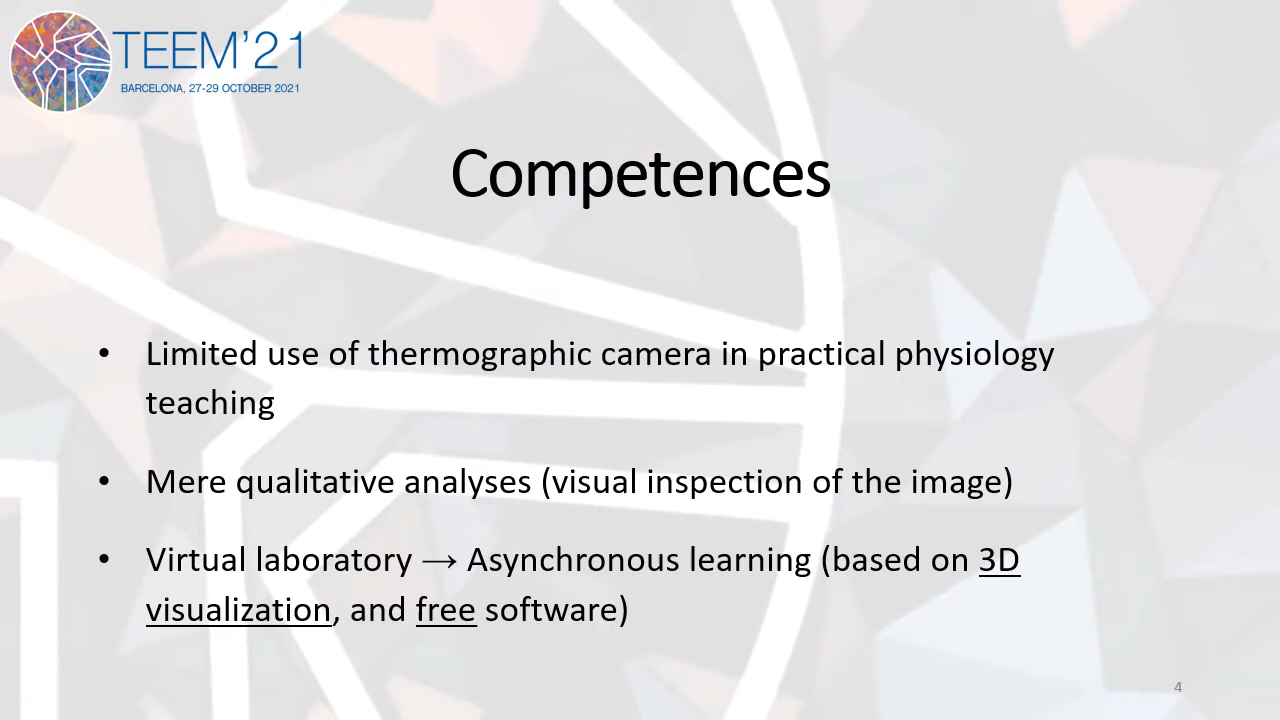 TEEM’21
BARCELONA, 27-29 OCTOBER 2021
Competences
• Limited use of thermographic camera in practical physiology
teaching
• Mere qualitative analyses (visual inspection of the image)
• Virtual laboratory → Asynchronous learning (based on 3D
visualization, and free software)
4